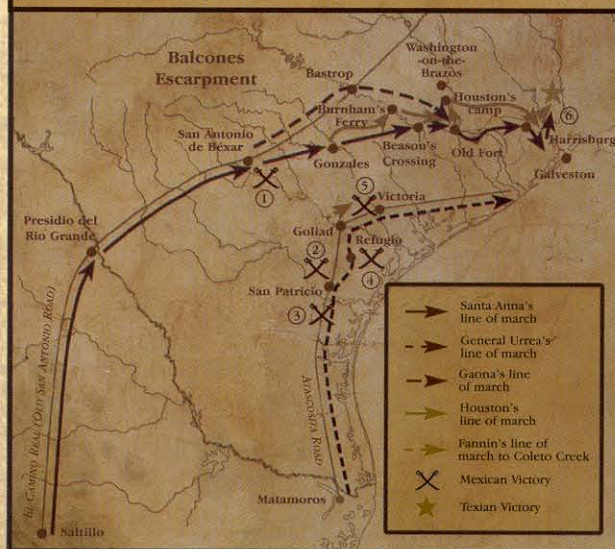 Washington
-on-the-
Brazos
Balcones
Escarpment
Bastrop
Burnham's
Ferry
Houston's
camp
6
San Antonio
de Béxar
Harrisburg
Gonzales
Beason's
Crossing
Old Fort
Galvestou
1
5
Victoria
Presidio del
Rio Grande
Goliad
2
Refugio
4
San Patricio
3
EL CAMINO REAL (OLD SAN ANTONIO ROAD)
ATASCOSITA ROAD
Matamoros
Saltillo
Santa Anna's
line of march
General Urrea's
line of march
Gaona's line
of march
Houston's
line of march
Fannin's line of
march to Coleto Creek
Mexican Victory
Texian Victory